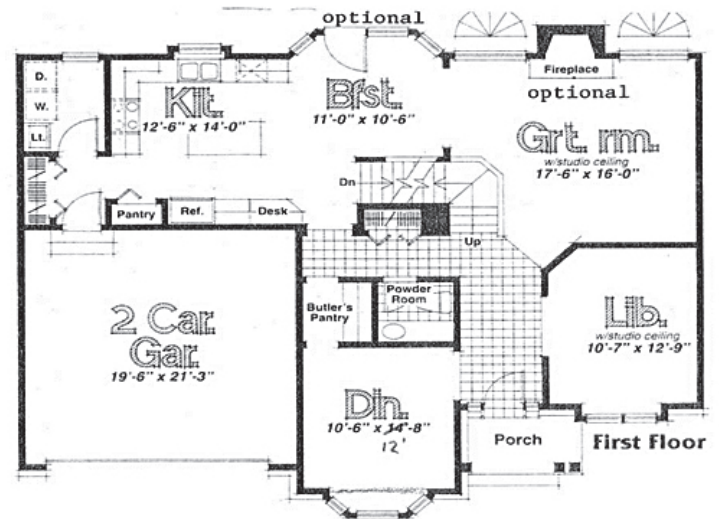 optional
D.
W.
Lt.
Kit.
12'-6" x 14'-0"
Bfst.
11'-0" x 10'-6"
Fireplace
optional
Grt. rm.
w/studio ceiling
17'-6" x 16'-0"
Dn
Pantry
Ref.
Desk
Up
2 Car
Gar.
19'-6" x 21'-3"
Butler's
Pantry
Powder
Room
Lib.
w/studio ceiling
10'-7" x 12'-9"
Din.
10'-6" x 14'-8"
12'
Porch
First Floor